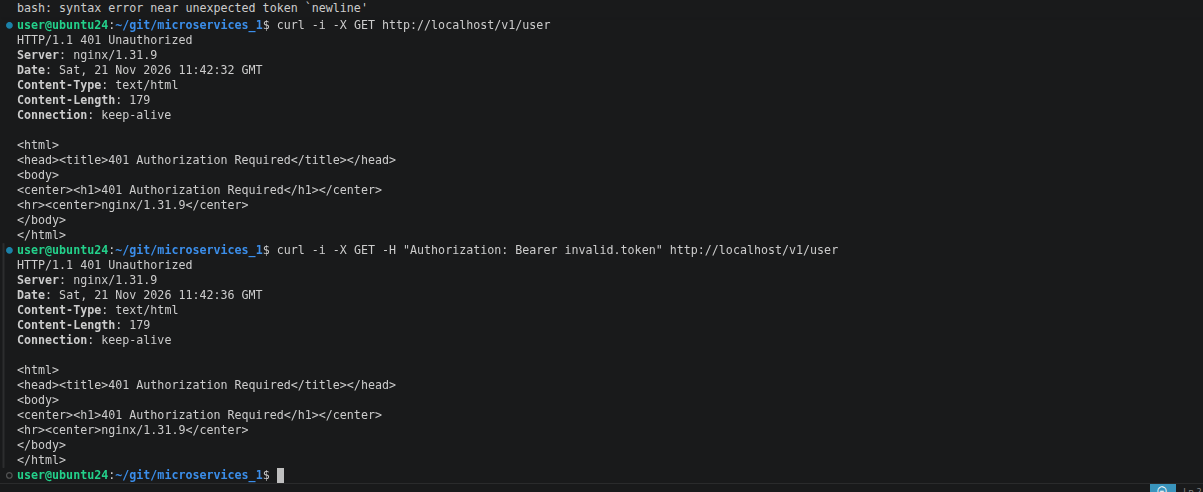 bash: syntax error near unexpected token `newline'
user@ubuntu24:~/git/microservices_1$ curl -i -X GET http://localhost/v1/user
HTTP/1.1 401 Unauthorized
Server: nginx/1.31.9
Date: Sat, 21 Nov 2026 11:42:32 GMT
Content-Type: text/html
Content-Length: 179
Connection: keep-alive

<html>
<head><title>401 Authorization Required</title></head>
<body>
<center><h1>401 Authorization Required</h1></center>
<hr><center>nginx/1.31.9</center>
</body>
</html>
user@ubuntu24:~/git/microservices_1$ curl -i -X GET -H "Authorization: Bearer invalid.token" http://localhost/v1/user
HTTP/1.1 401 Unauthorized
Server: nginx/1.31.9
Date: Sat, 21 Nov 2026 11:42:36 GMT
Content-Type: text/html
Content-Length: 179
Connection: keep-alive

<html>
<head><title>401 Authorization Required</title></head>
<body>
<center><h1>401 Authorization Required</h1></center>
<hr><center>nginx/1.31.9</center>
</body>
</html>
user@ubuntu24:~/git/microservices_1$